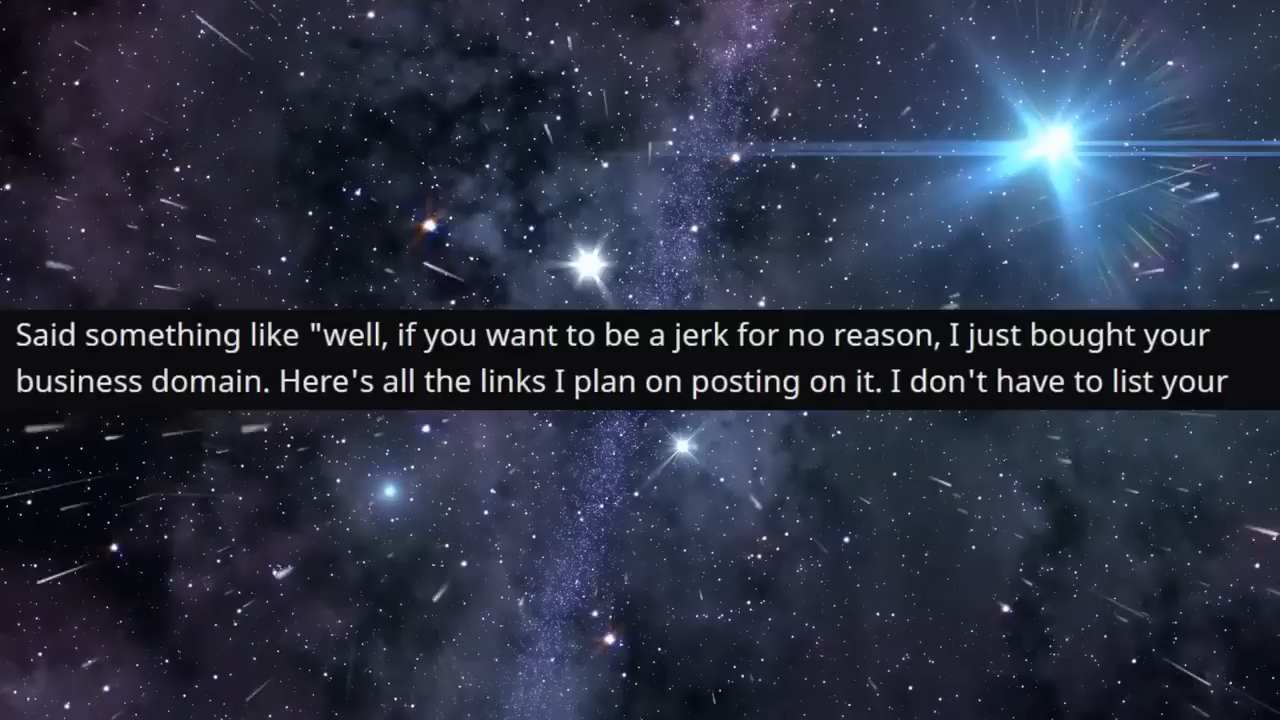 Said something like "well, if you want to be a jerk for no reason, I just bought your
business domain. Here's all the links I plan on posting on it. I don't have to list your